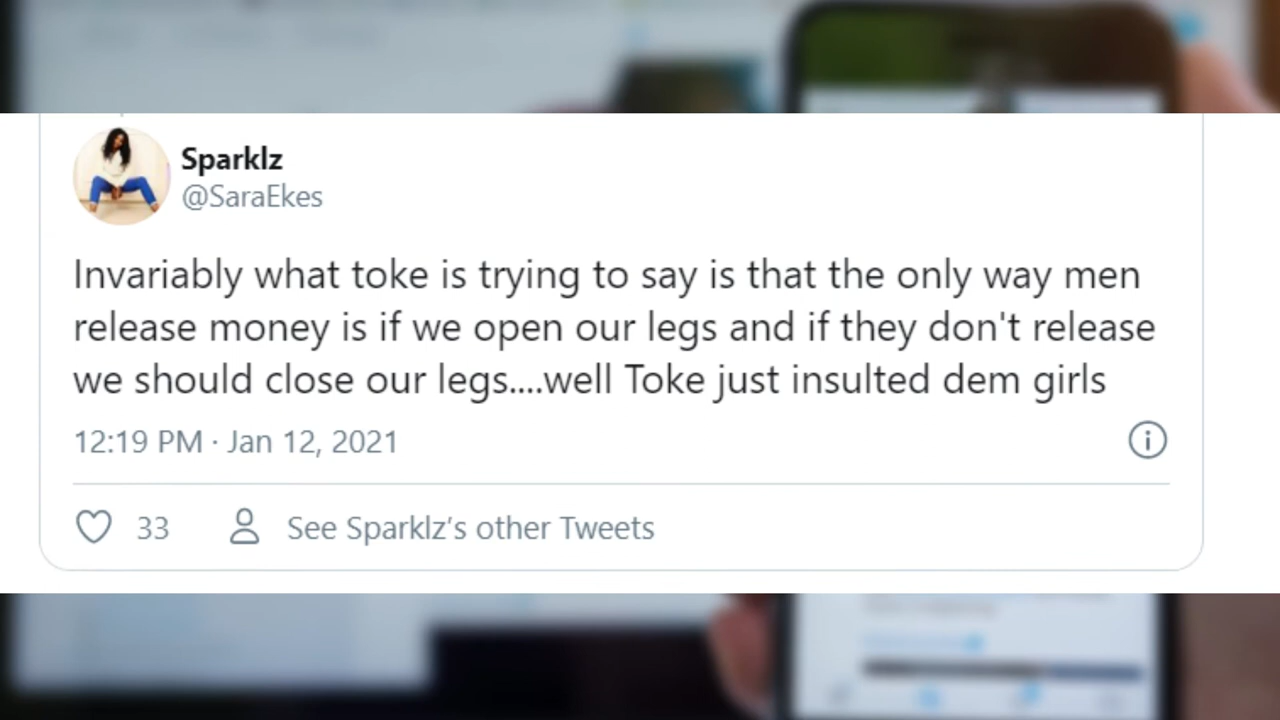 Sparklz
@SaraEkes
Invariably what toke is trying to say is that the only way men
release money is if we open our legs and if they don't release
we should close our legs....well Toke just insulted dem girls
12:19 PM · Jan 12, 2021
33
See Sparklz’s other Tweets